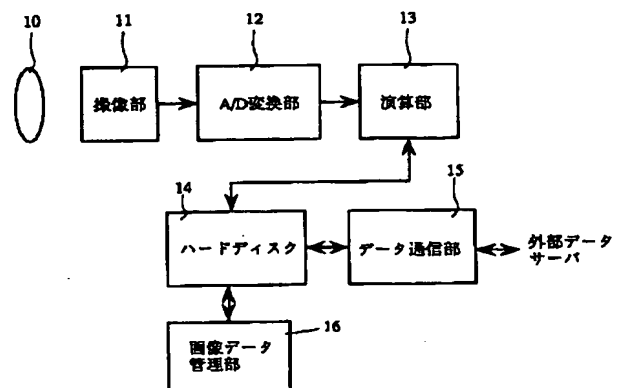 10
11
12
13
撮像部
A/D変換部
演算部
14
15
ハードディスク
データ通信部
外部データ
サーバ
16
画像データ
管理部